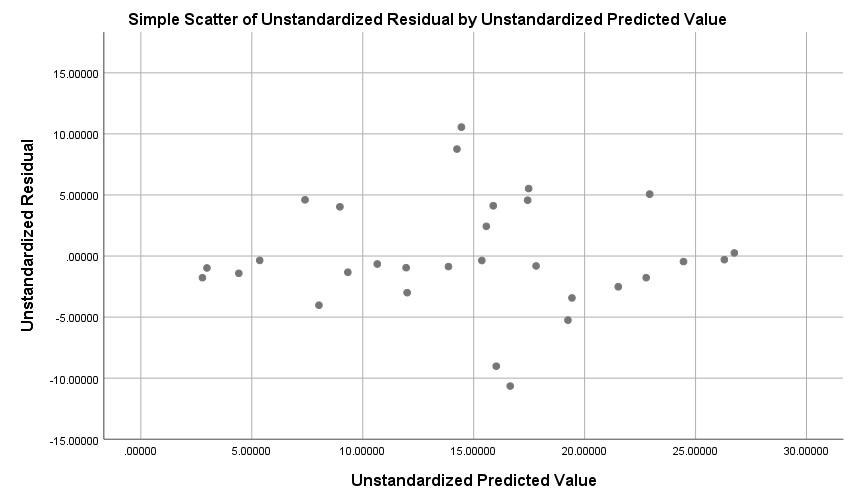 Simple Scatter of Unstandardized Residual by Unstandardized Predicted Value
Unstandardized Residual
15.00000
10.00000
5.00000
.00000
-5.00000
-10.00000
-15.00000
.00000 5.00000 10.00000 15.00000 20.00000 25.00000 30.00000
Unstandardized Predicted Value